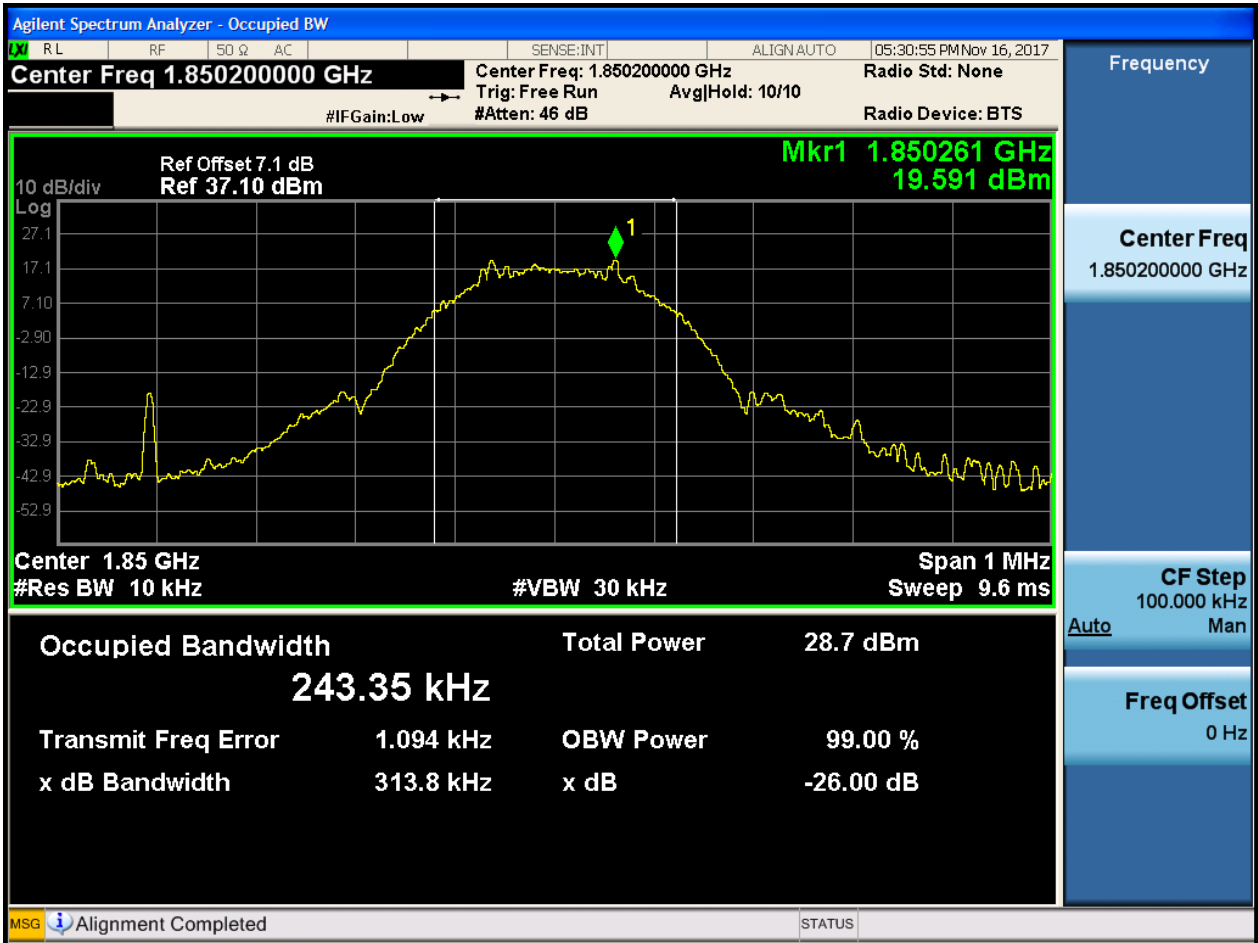 Agilent Spectrum Analyzer - Occupied BW
LXI RL RF 50 Ω AC SENSE:INT ALIGN AUTO 05:30:55 PM Nov 16, 2017
Center Freq 1.850200000 GHz
Center Freq: 1.850200000 GHz Radio Std: None
Trig: Free Run Avg|Hold: 10/10
#IFGain:Low #Atten: 46 dB Radio Device: BTS
Mkr1 1.850261 GHz
19.591 dBm
Ref Offset 7.1 dB
10 dB/div Ref 37.10 dBm
Log
27.1
17.1
7.10
-2.90
-12.9
-22.9
-32.9
-42.9
-52.9
1
Center 1.85 GHz Span 1 MHz
#Res BW 10 kHz #VBW 30 kHz Sweep 9.6 ms
Occupied Bandwidth Total Power 28.7 dBm
243.35 kHz
Transmit Freq Error 1.094 kHz OBW Power 99.00 %
x dB Bandwidth 313.8 kHz x dB -26.00 dB
Frequency
Center Freq
1.850200000 GHz
CF Step
100.000 kHz
Auto Man
Freq Offset
0 Hz
MSG Alignment Completed STATUS